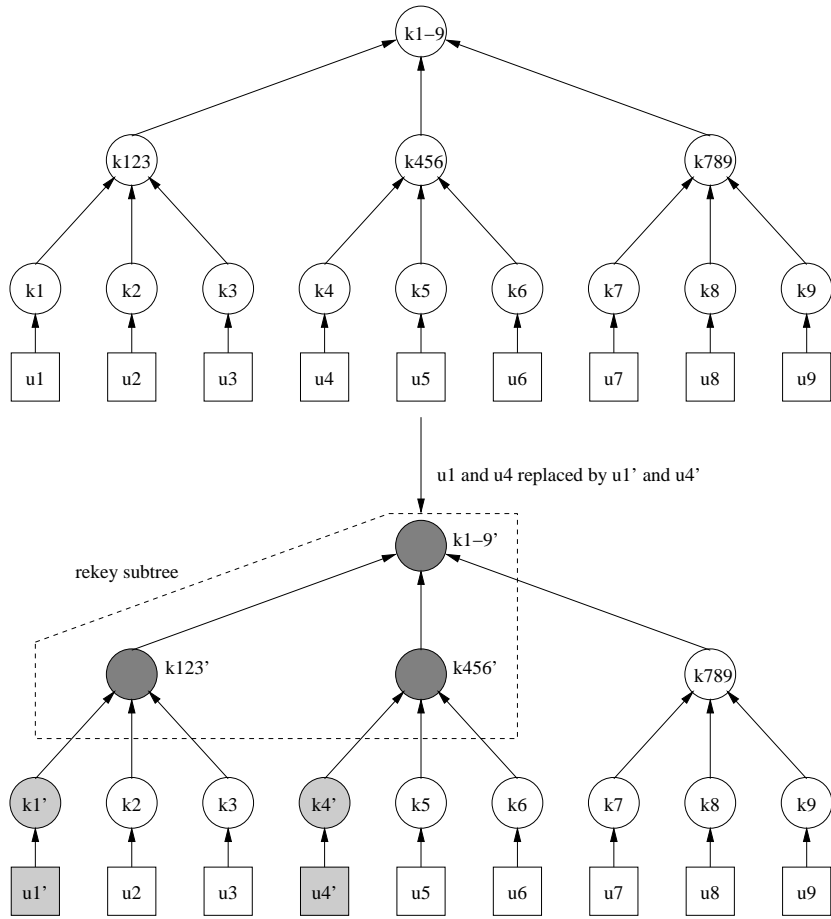 k1–9
k123
k456
k789
k1
k2
k3
k4
k5
k6
k7
k8
k9
u1
u2
u3
u4
u5
u6
u7
u8
u9
u1 and u4 replaced by u1’ and u4’
k1–9’
rekey subtree
k123’
k456’
k789
k1’
k2
k3
k4’
k5
k6
k7
k8
k9
u1’
u2
u3
u4’
u5
u6
u7
u8
u9